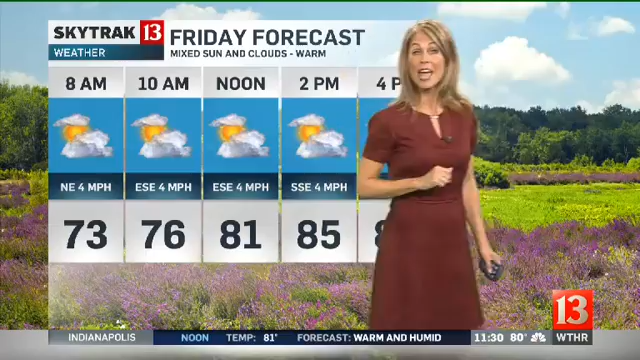 SKYTRAK 13
WEATHER
FRIDAY FORECAST
MIXED SUN AND CLOUDS - WARM
8 AM 10 AM NOON 2 PM 4 P
NE 4 MPH ESE 4 MPH ESE 4 MPH SSE 4 MPH
73 76 81 85
13
INDIANAPOLIS NOON TEMP: 81° FORECAST: WARM AND HUMID 11:30 80° WTHR